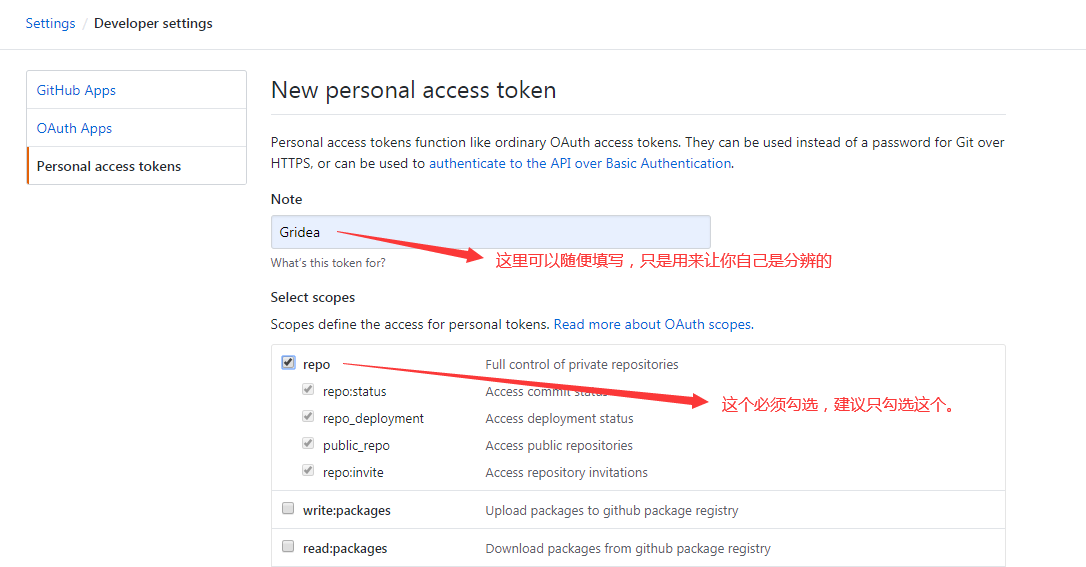 Settings / Developer settings
GitHub Apps
OAuth Apps
Personal access tokens
New personal access token
Personal access tokens function like ordinary OAuth access tokens. They can be used instead of a password for Git over
HTTPS, or can be used to authenticate to the API over Basic Authentication.
Note
Gridea
这里可以随便填写，只是用来让你自己是分辨的
What's this token for?
Select scopes
Scopes define the access for personal tokens. Read more about OAuth scopes.
repo Full control of private repositories
repo:status Access commit status
这个必须勾选，建议只勾选这个。
repo_deployment Access deployment status
public_repo Access public repositories
repo:invite Access repository invitations
write:packages Upload packages to github package registry
read:packages Download packages from github package registry